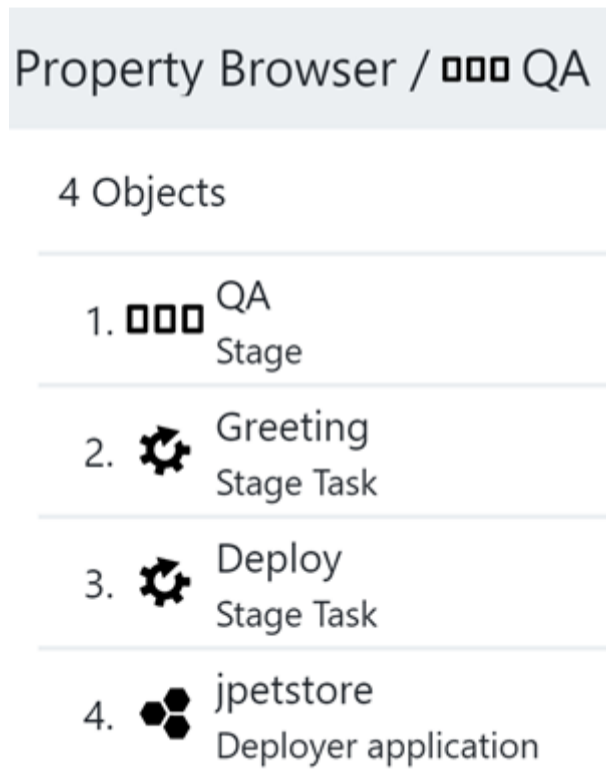 Property Browser / QA
4 Objects
1. QA
Stage
2. Greeting
Stage Task
3. Deploy
Stage Task
4. jpetstore
Deployer application